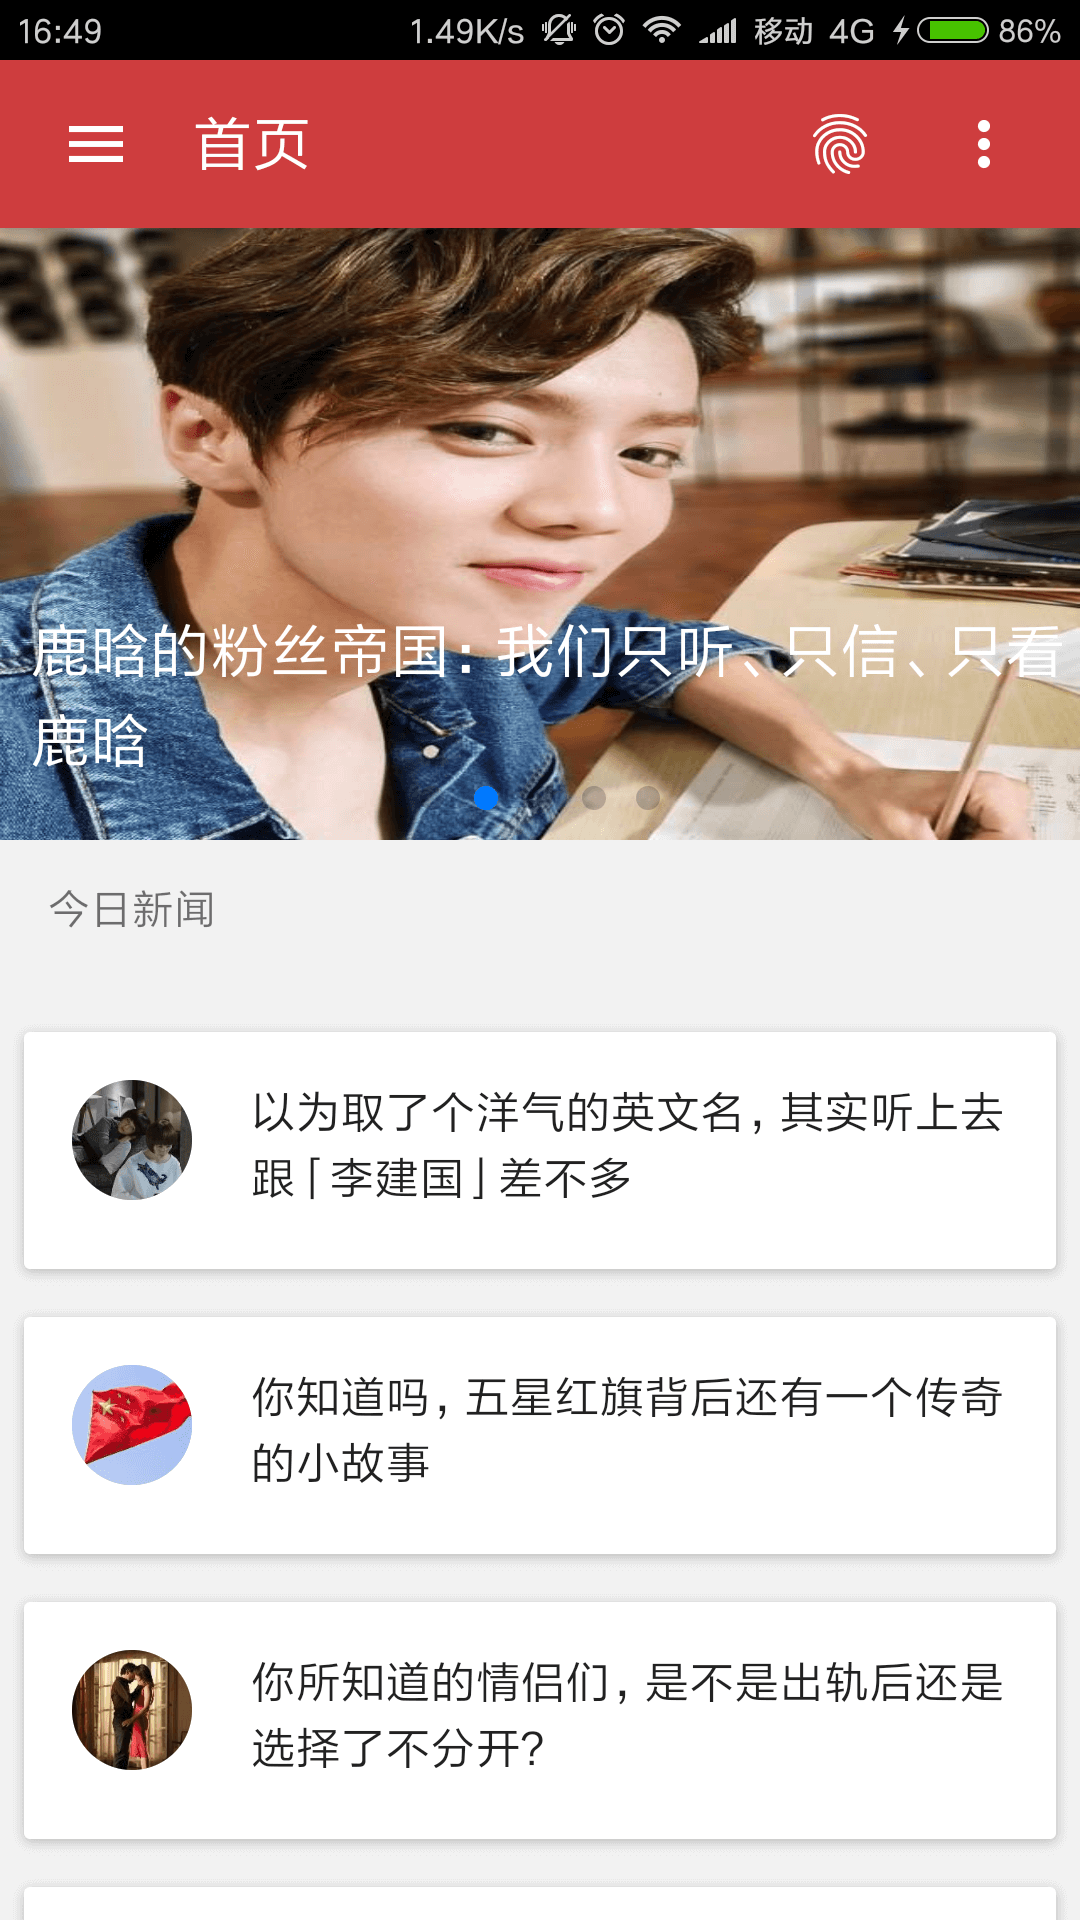 16:49 1.49K/s 移动 4G 86%
首页
鹿晗的粉丝帝国：我们只听、只信、只看
鹿晗
今日新闻
以为取了个洋气的英文名，其实听上去
跟「李建国」差不多
你知道吗，五星红旗背后还有一个传奇
的小故事
你所知道的情侣们，是不是出轨后还是
选择了不分开？